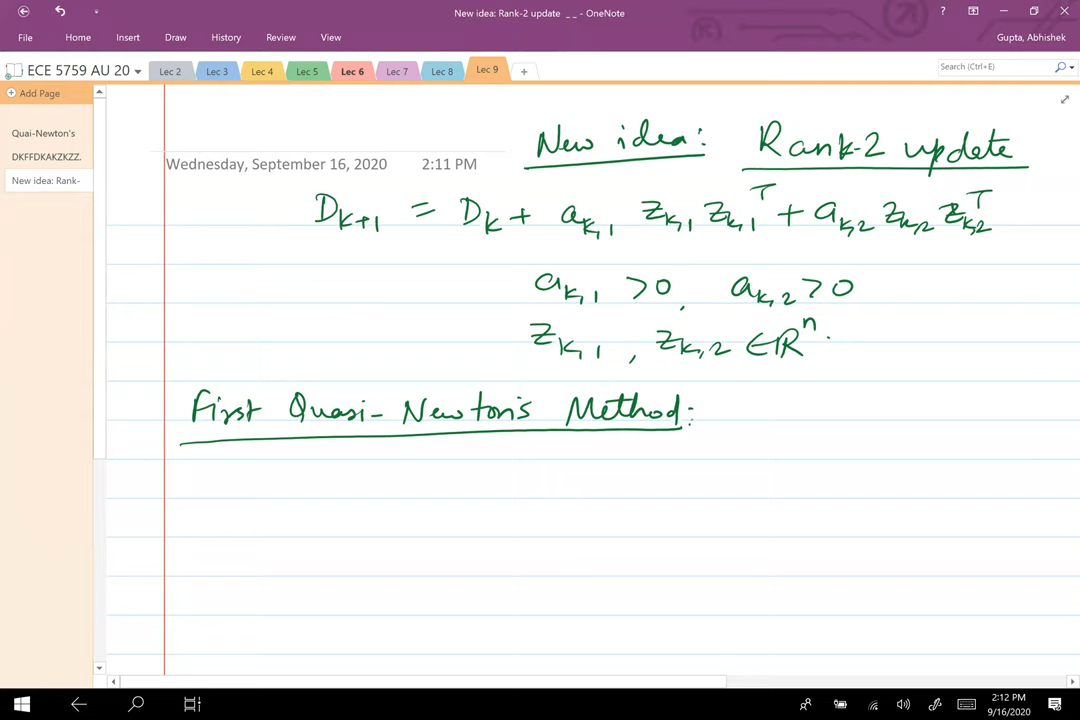 New idea: Rank-2 update _ _ - OneNote
File Home Insert Draw History Review View
Gupta, Abhishek
ECE 5759 AU 20
Lec 2 Lec 3 Lec 4 Lec 5 Lec 6 Lec 7 Lec 8 Lec 9
Search (Ctrl+E)
Add Page
Quai-Newton's
DKFFDKAKZKZZ.
New idea: Rank-
New idea: Rank-2 update
Wednesday, September 16, 2020 2:11 PM
D_{k+1} = D_k + a_{k,1} z_{k,1} z_{k,1}^T + a_{k,2} z_{k,2} z_{k,2}^T
a_{k,1} > 0, a_{k,2} > 0
z_{k,1}, z_{k,2} ∈ ℝ^n.
First Quasi-Newton's Method:
2:12 PM
9/16/2020